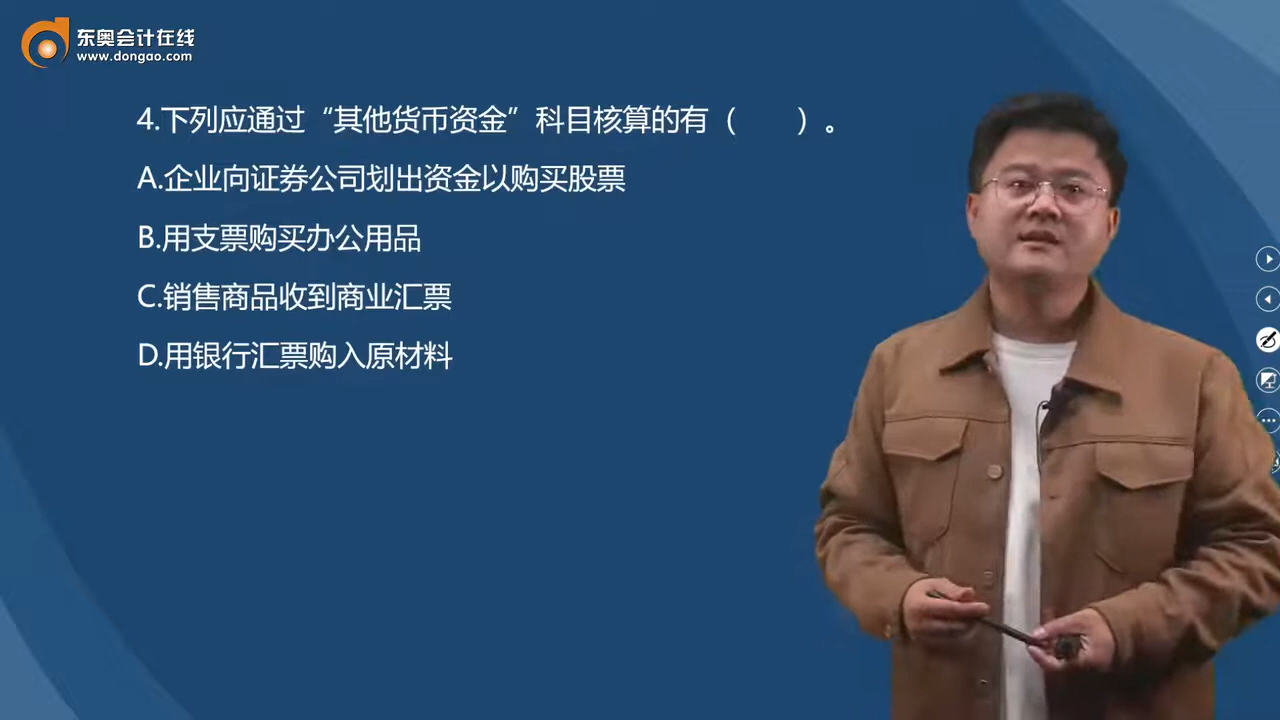 东奥会计在线
www.dongao.com
4.下列应通过“其他货币资金”科目核算的有（　　）。
A.企业向证券公司划出资金以购买股票
B.用支票购买办公用品
C.销售商品收到商业汇票
D.用银行汇票购入原材料